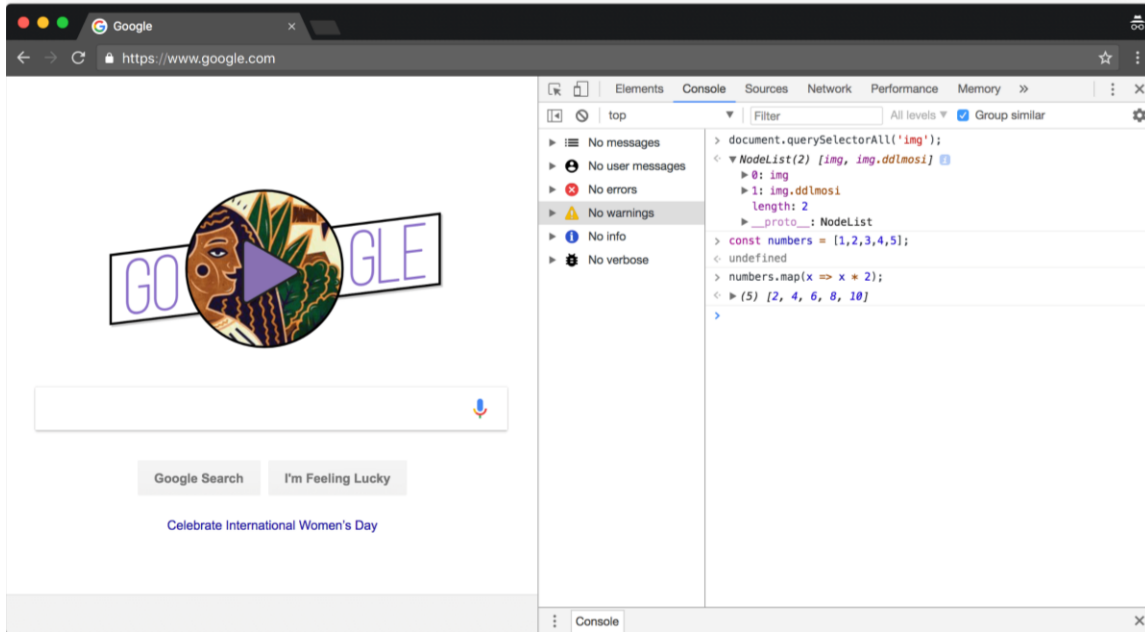 Google
https://www.google.com
GO GLE
Google Search I'm Feeling Lucky
Celebrate International Women's Day
Elements Console Sources Network Performance Memory »
top Filter All levels Group similar
No messages
No user messages
No errors
No warnings
No info
No verbose
> document.querySelectorAll('img');
NodeList(2) [img, img.ddlmosi]
0: img
1: img.ddlmosi
length: 2
__proto__: NodeList
> const numbers = [1,2,3,4,5];
undefined
> numbers.map(x => x * 2);
(5) [2, 4, 6, 8, 10]
>
Console